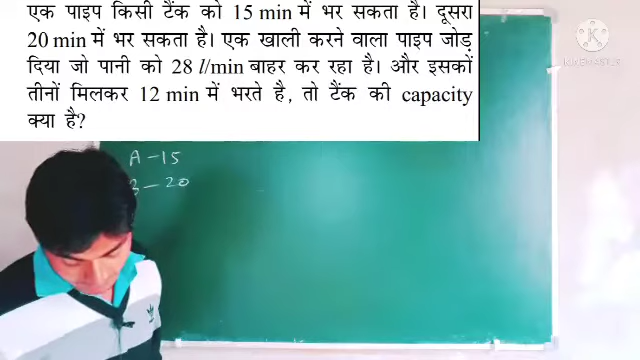 एक पाइप किसी टैंक को 15 min में भर सकता है। दूसरा
20 min में भर सकता है। एक खाली करने वाला पाइप जोड़
दिया जो पानी को 28 l/min बाहर कर रहा है। और इसकों
तीनों मिलकर 12 min में भरते है, तो टैंक की capacity
क्या है?
KINEMASTER
A - 15
B - 20